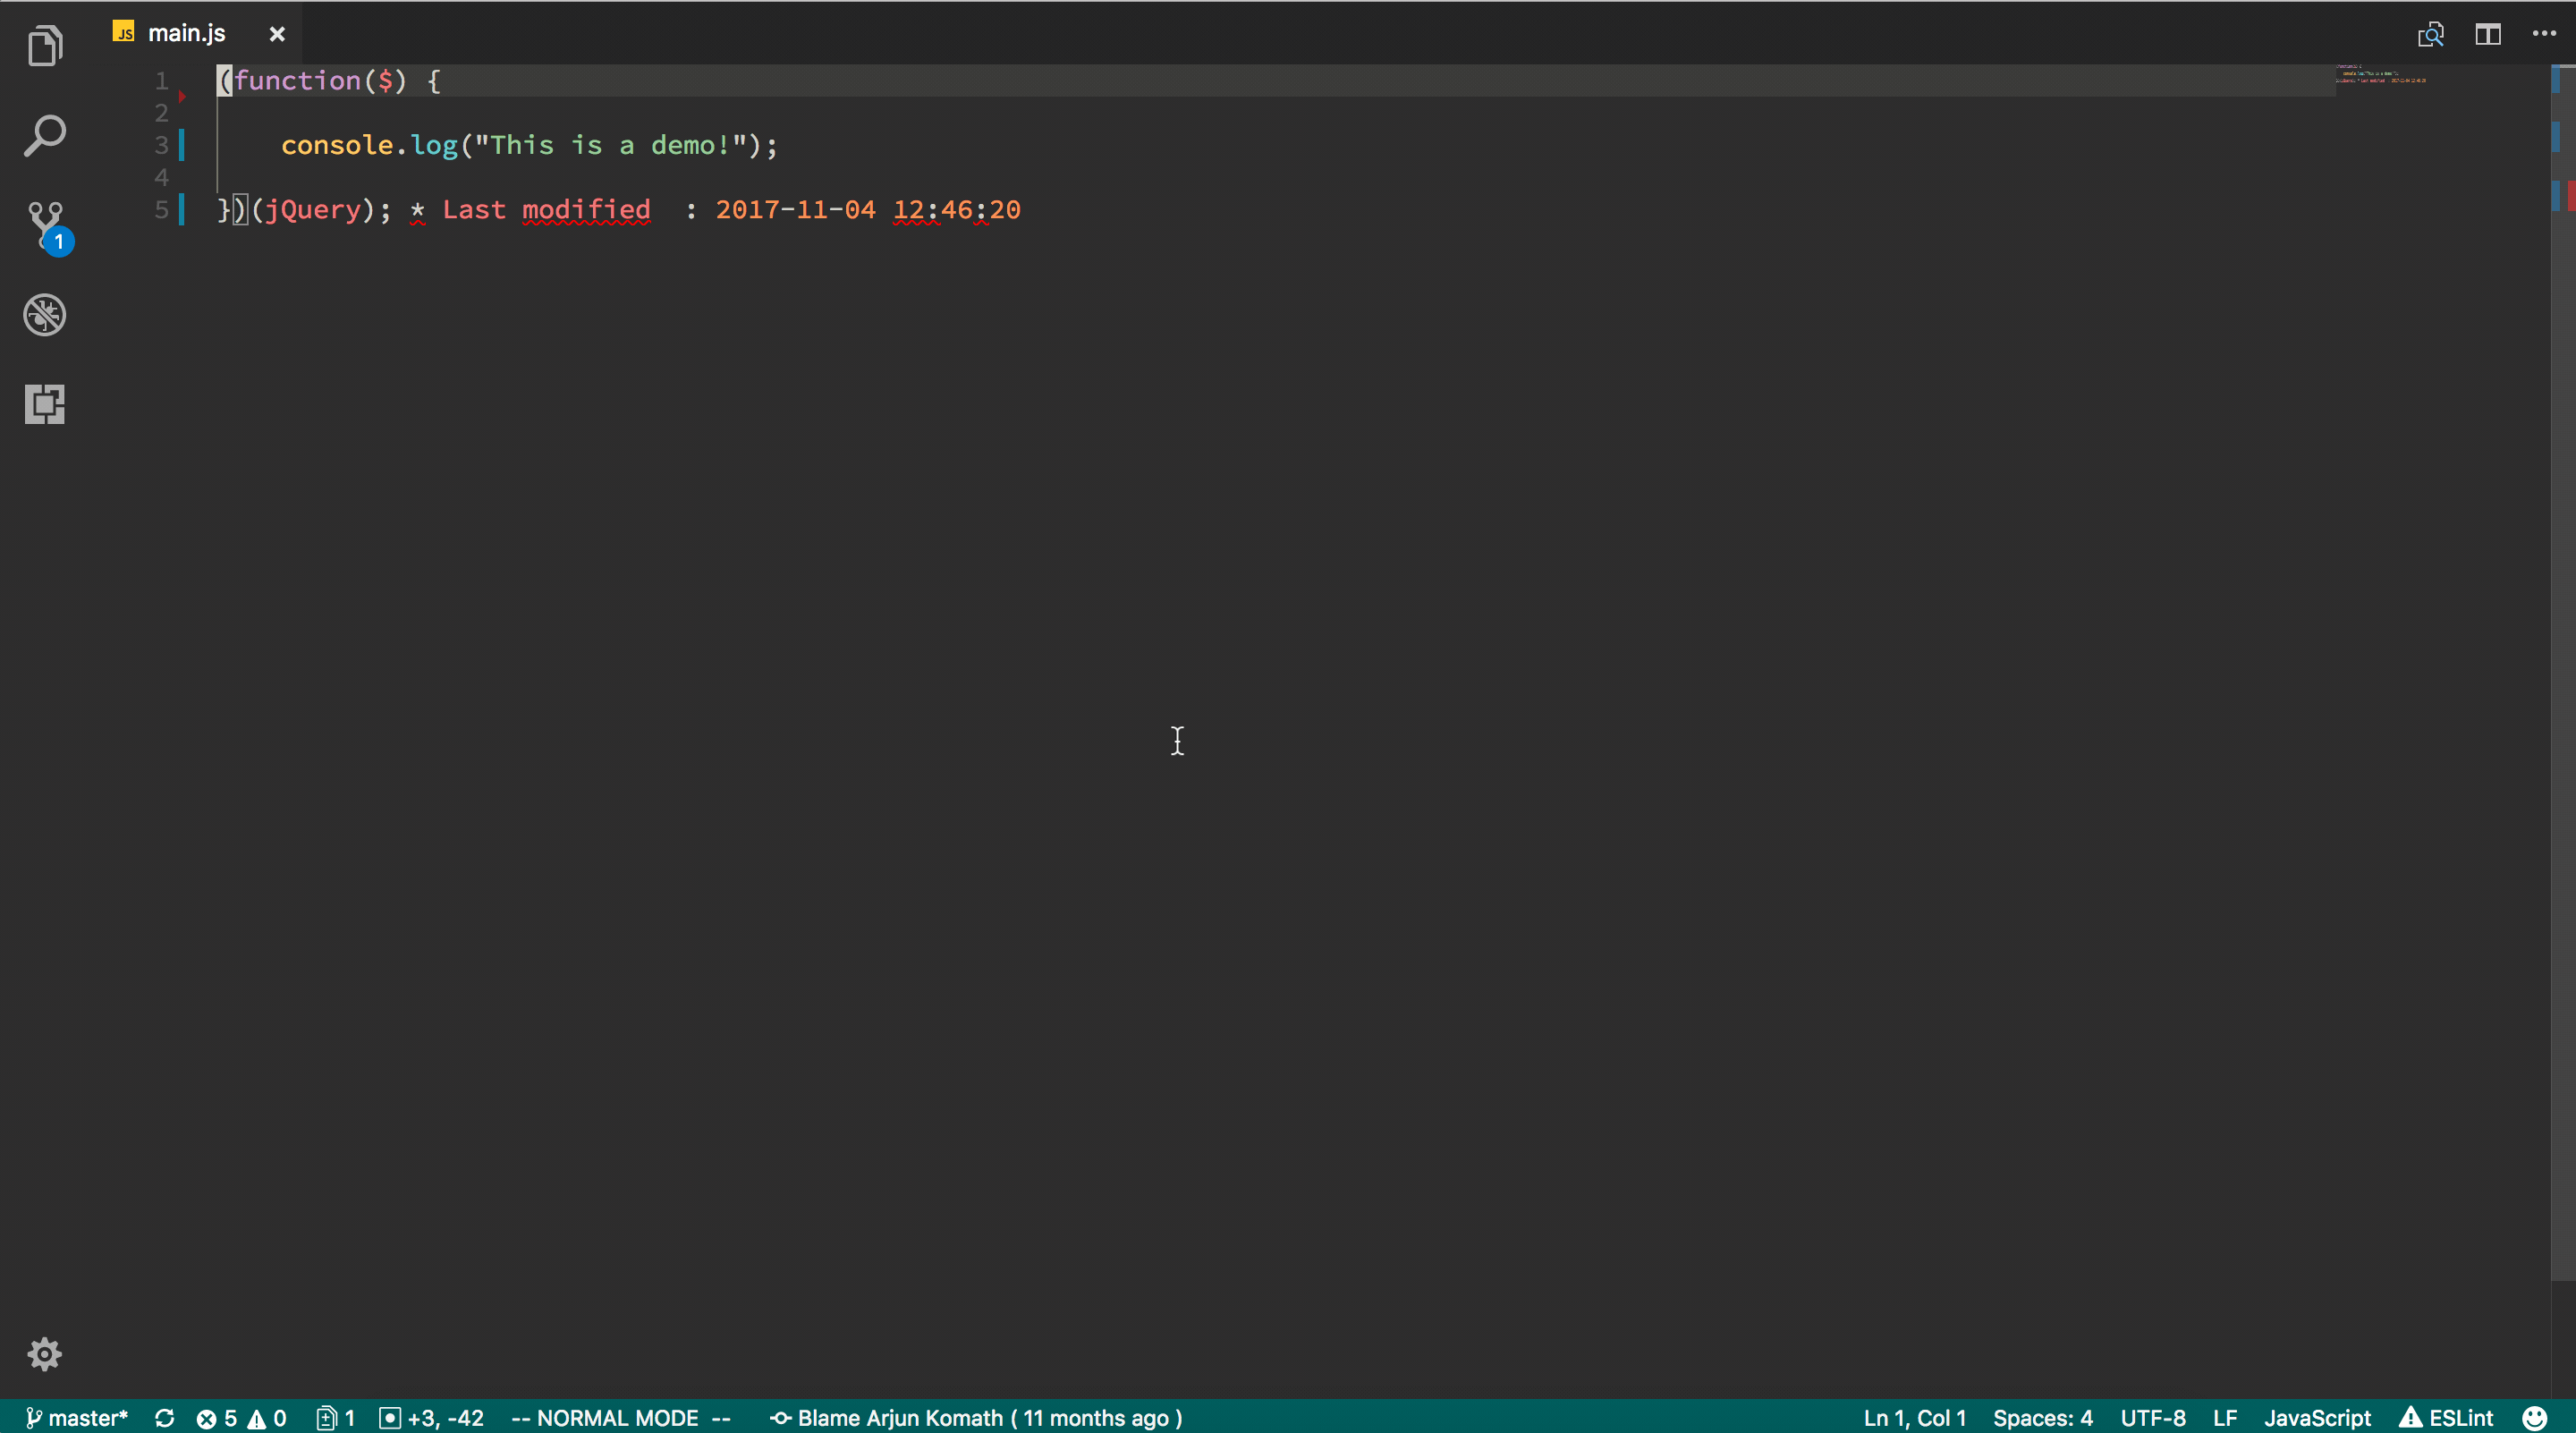 JS main.js
1 (function($) {
2
3     console.log("This is a demo!");
4
5 })(jQuery); * Last modified  : 2017-11-04 12:46:20
1
master* 5 0 1 +3, -42 -- NORMAL MODE -- Blame Arjun Komath ( 11 months ago ) Ln 1, Col 1 Spaces: 4 UTF-8 LF JavaScript ESLint